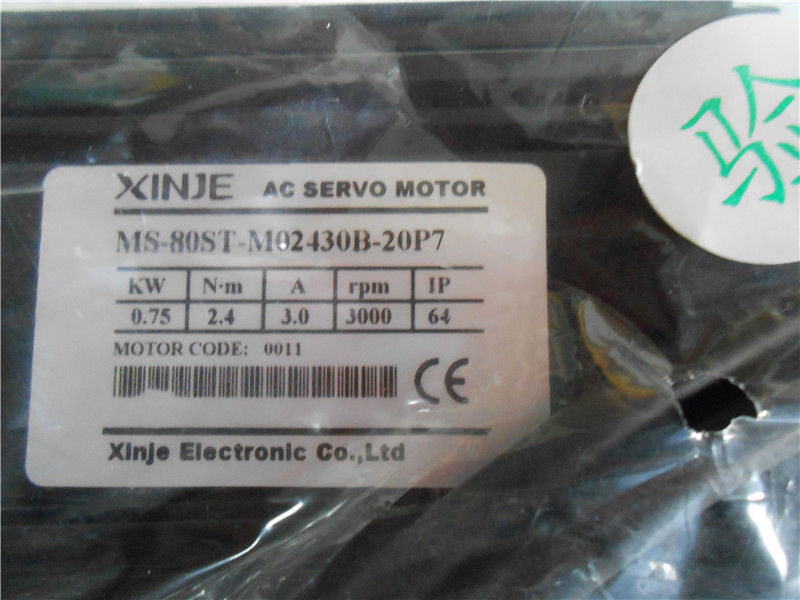 XINJE AC SERVO MOTOR
MS-80ST-M02430B-20P7
KW N·m A rpm IP
0.75 2.4 3.0 3000 64
MOTOR CODE: 0011
CE
Xinje Electronic Co.,Ltd
验